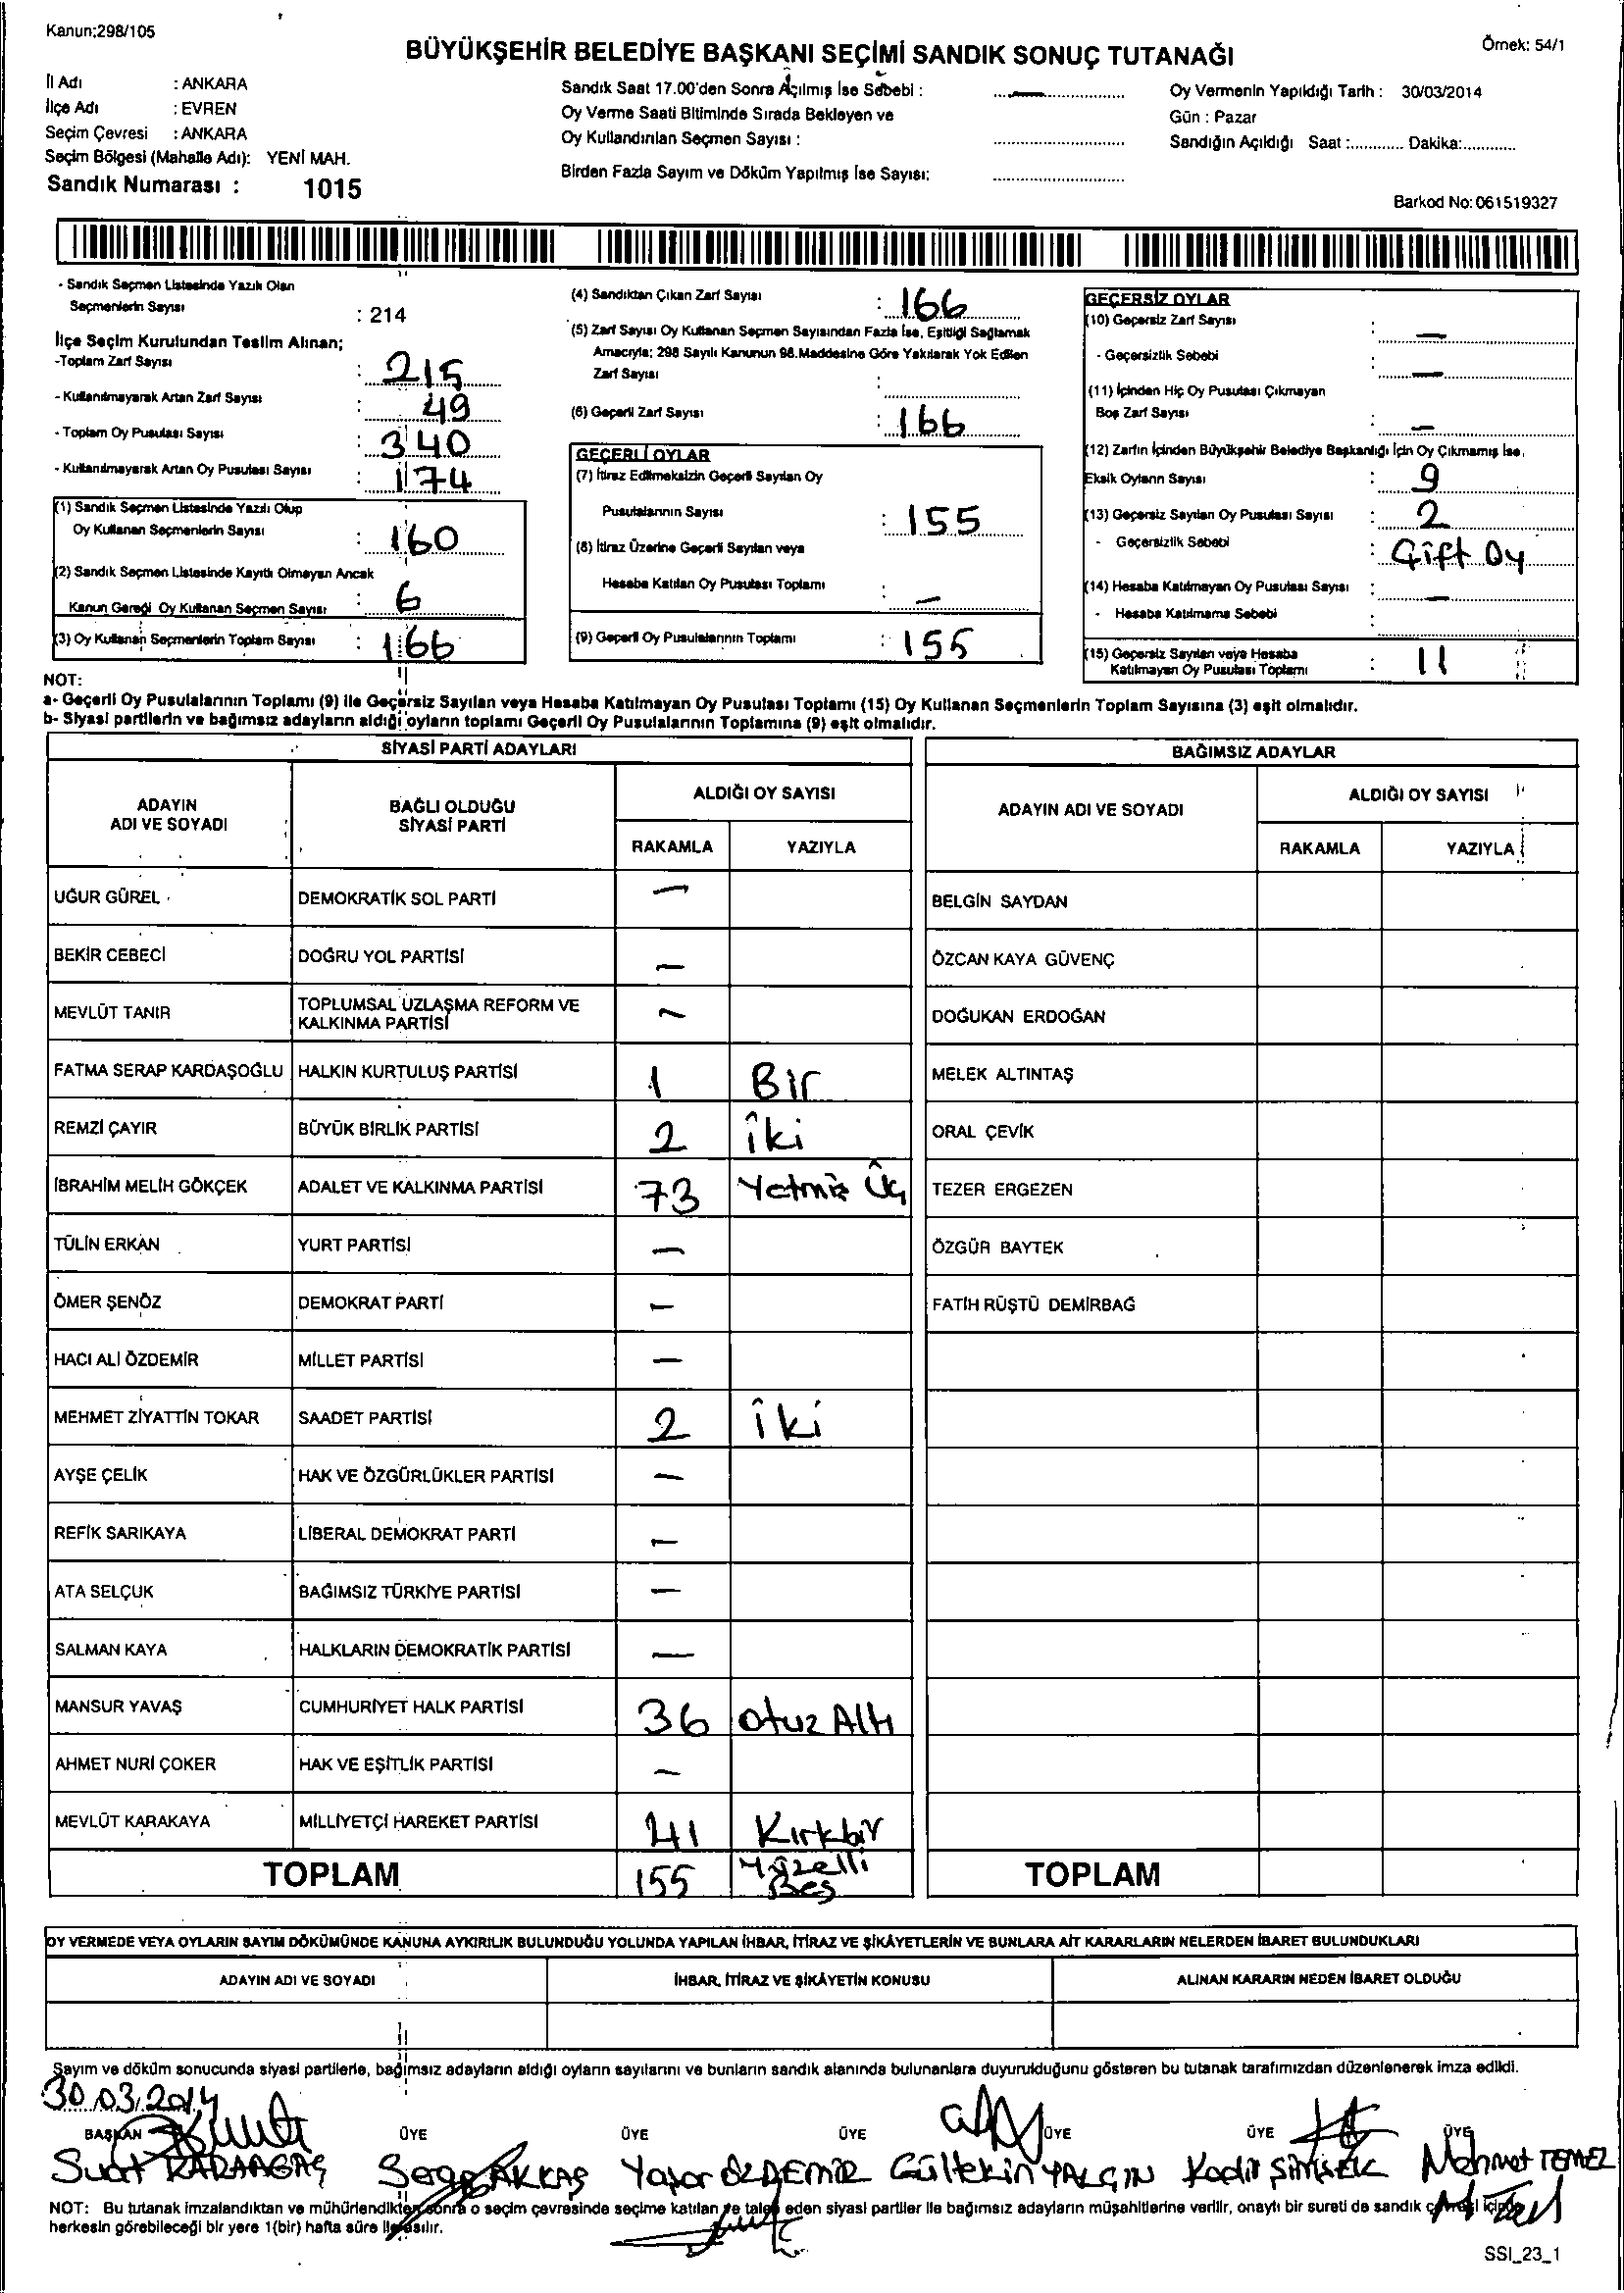 Kanun:298/105
BÜYÜKŞEHİR BELEDİYE BAŞKANI SEÇİMİ SANDIK SONUÇ TUTANAĞI
Örnek: 54/1
İl Adı : ANKARA
İlçe Adı : EVREN
Seçim Çevresi : ANKARA
Seçim Bölgesi (Mahalle Adı): YENİ MAH.
Sandık Numarası : 1015
Sandık Saat 17.00'den Sonra Açılmış İse Sebebi : —
Oy Verme Saati Bitiminde Sırada Bekleyen ve
Oy Kullandırılan Seçmen Sayısı :
Birden Fazla Sayım ve Döküm Yapılmış İse Sayısı:
Oy Vermenin Yapıldığı Tarih : 30/03/2014
Gün : Pazar
Sandığın Açıldığı Saat :............ Dakika:............
Barkod No:061519327
- Sandık Seçmen Listesinde Yazılı Olan
Seçmenlerin Sayısı : 214
İlçe Seçim Kurulundan Teslim Alınan;
-Toplam Zarf Sayısı : 215
- Kullanılmayarak Artan Zarf Sayısı : 49
- Toplam Oy Pusulası Sayısı : 340
- Kullanılmayarak Artan Oy Pusulası Sayısı : 174
(1) Sandık Seçmen Listesinde Yazılı Olup
Oy Kullanan Seçmenlerin Sayısı : 160
(2) Sandık Seçmen Listesinde Kayıtlı Olmayan Ancak
Kanun Gereği Oy Kullanan Seçmen Sayısı : 6
(3) Oy Kullanan Seçmenlerin Toplam Sayısı : 166
(4) Sandıktan Çıkan Zarf Sayısı : 166
(5) Zarf Sayısı Oy Kullanan Seçmen Sayısından Fazla İse, Eşitliği Sağlamak
Amacıyla; 298 Sayılı Kanunun 98.Maddesine Göre Yakılarak Yok Edilen
Zarf Sayısı :
(6) Geçerli Zarf Sayısı : 166
GEÇERLİ OYLAR
(7) İtiraz Edilmeksizin Geçerli Sayılan Oy
Pusulalarının Sayısı : 155
(8) İtiraz Üzerine Geçerli Sayılan veya
Hesaba Katılan Oy Pusulası Toplamı : —
(9) Geçerli Oy Pusulalarının Toplamı : 155
GEÇERSİZ OYLAR
(10) Geçersiz Zarf Sayısı : —
- Geçersizlik Sebebi : —
(11) İçinden Hiç Oy Pusulası Çıkmayan
Boş Zarf Sayısı : —
(12) Zarfın İçinden Büyükşehir Belediye Başkanlığı İçin Oy Çıkmamış İse,
Eksik Oyların Sayısı : 9
(13) Geçersiz Sayılan Oy Pusulası Sayısı : 2
- Geçersizlik Sebebi : Çift Oy
(14) Hesaba Katılmayan Oy Pusulası Sayısı : —
- Hesaba Katılmama Sebebi :
(15) Geçersiz Sayılan veya Hesaba
Katılmayan Oy Pusulası Toplamı : 11
NOT:
a- Geçerli Oy Pusulalarının Toplamı (9) ile Geçersiz Sayılan veya Hesaba Katılmayan Oy Pusulası Toplamı (15) Oy Kullanan Seçmenlerin Toplam Sayısına (3) eşit olmalıdır.
b- Siyasi partilerin ve bağımsız adayların aldığı oyların toplamı Geçerli Oy Pusulalarının Toplamına (9) eşit olmalıdır.
SİYASİ PARTİ ADAYLARI
ADAYIN ADI VE SOYADI BAĞLI OLDUĞU SİYASİ PARTİ ALDIĞI OY SAYISI
RAKAMLA YAZIYLA
UĞUR GÜREL DEMOKRATİK SOL PARTİ —
BEKİR CEBECİ DOĞRU YOL PARTİSİ —
MEVLÜT TANIR TOPLUMSAL UZLAŞMA REFORM VE KALKINMA PARTİSİ —
FATMA SERAP KARDAŞOĞLU HALKIN KURTULUŞ PARTİSİ 1 Bir
REMZİ ÇAYIR BÜYÜK BİRLİK PARTİSİ 2 iki
İBRAHİM MELİH GÖKÇEK ADALET VE KALKINMA PARTİSİ 73 Yetmiş Üç
TÜLİN ERKAN YURT PARTİSİ —
ÖMER ŞENÖZ DEMOKRAT PARTİ —
HACI ALİ ÖZDEMİR MİLLET PARTİSİ —
MEHMET ZİYATTİN TOKAR SAADET PARTİSİ 2 iki
AYŞE ÇELİK HAK VE ÖZGÜRLÜKLER PARTİSİ —
REFİK SARIKAYA LİBERAL DEMOKRAT PARTİ —
ATA SELÇUK BAĞIMSIZ TÜRKİYE PARTİSİ —
SALMAN KAYA HALKLARIN DEMOKRATİK PARTİSİ —
MANSUR YAVAŞ CUMHURİYET HALK PARTİSİ 36 otuz Altı
AHMET NURİ ÇOKER HAK VE EŞİTLİK PARTİSİ —
MEVLÜT KARAKAYA MİLLİYETÇİ HAREKET PARTİSİ 41 Kırkbir
TOPLAM 155 Yüzelli Beş
BAĞIMSIZ ADAYLAR
ADAYIN ADI VE SOYADI ALDIĞI OY SAYISI
RAKAMLA YAZIYLA
BELGİN SAYDAN
ÖZCAN KAYA GÜVENÇ
DOĞUKAN ERDOĞAN
MELEK ALTINTAŞ
ORAL ÇEVİK
TEZER ERGEZEN
ÖZGÜR BAYTEK
FATİH RÜŞTÜ DEMİRBAĞ
TOPLAM
OY VERMEDE VEYA OYLARIN SAYIM DÖKÜMÜNDE KANUNA AYKIRILIK BULUNDUĞU YOLUNDA YAPILAN İHBAR, İTİRAZ VE ŞİKÂYETLERİN VE BUNLARA AİT KARARLARIN NELERDEN İBARET BULUNDUKLARI
ADAYIN ADI VE SOYADI İHBAR, İTİRAZ VE ŞİKÂYETİN KONUSU ALINAN KARARIN NEDEN İBARET OLDUĞU
Sayım ve döküm sonucunda siyasi partilerle, bağımsız adayların aldığı oyların sayılarını ve bunların sandık alanında bulunanlara duyurulduğunu gösteren bu tutanak tarafımızdan düzenlenerek imza edildi.
30.03.2014
BAŞKAN ÜYE ÜYE ÜYE ÜYE ÜYE ÜYE
Suat KARAAGAÇ Serap AKKAŞ Yaşar ÖZDEMİR Gültekin YALÇIN Kadir ŞİMŞEK Mehmet TEMEL
NOT: Bu tutanak imzalandıktan ve mühürlendikten sonra o seçim çevresinde seçime katılan ve talep eden siyasi partiler ile bağımsız adayların müşahitlerine verilir, onaylı bir sureti de sandık çevresi içinde
herkesin görebileceği bir yere 1(bir) hafta süre ile asılır.
SSI_23_1